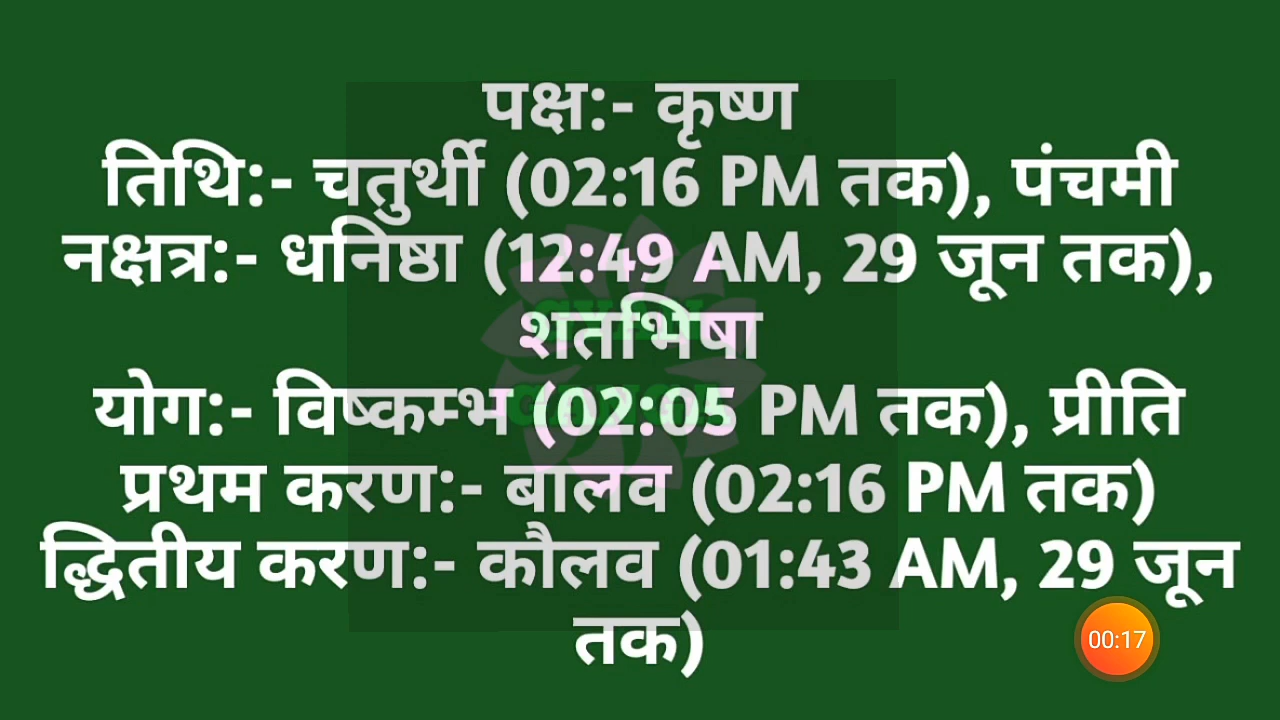 पक्ष:- कृष्ण
तिथि:- चतुर्थी (02:16 PM तक), पंचमी
नक्षत्र:- धनिष्ठा (12:49 AM, 29 जून तक),
शतभिषा
योग:- विष्कम्भ (02:05 PM तक), प्रीति
प्रथम करण:- बालव (02:16 PM तक)
द्धितीय करण:- कौलव (01:43 AM, 29 जून
तक)
00:17